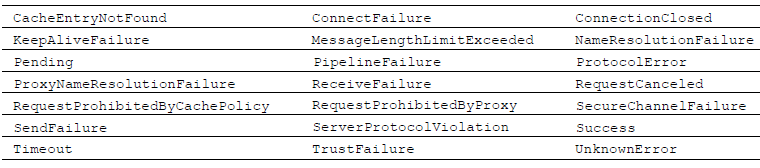 CacheEntryNotFound ConnectFailure ConnectionClosed
KeepAliveFailure MessageLengthLimitExceeded NameResolutionFailure
Pending PipelineFailure ProtocolError
ProxyNameResolutionFailure ReceiveFailure RequestCanceled
RequestProhibitedByCachePolicy RequestProhibitedByProxy SecureChannelFailure
SendFailure ServerProtocolViolation Success
Timeout TrustFailure UnknownError